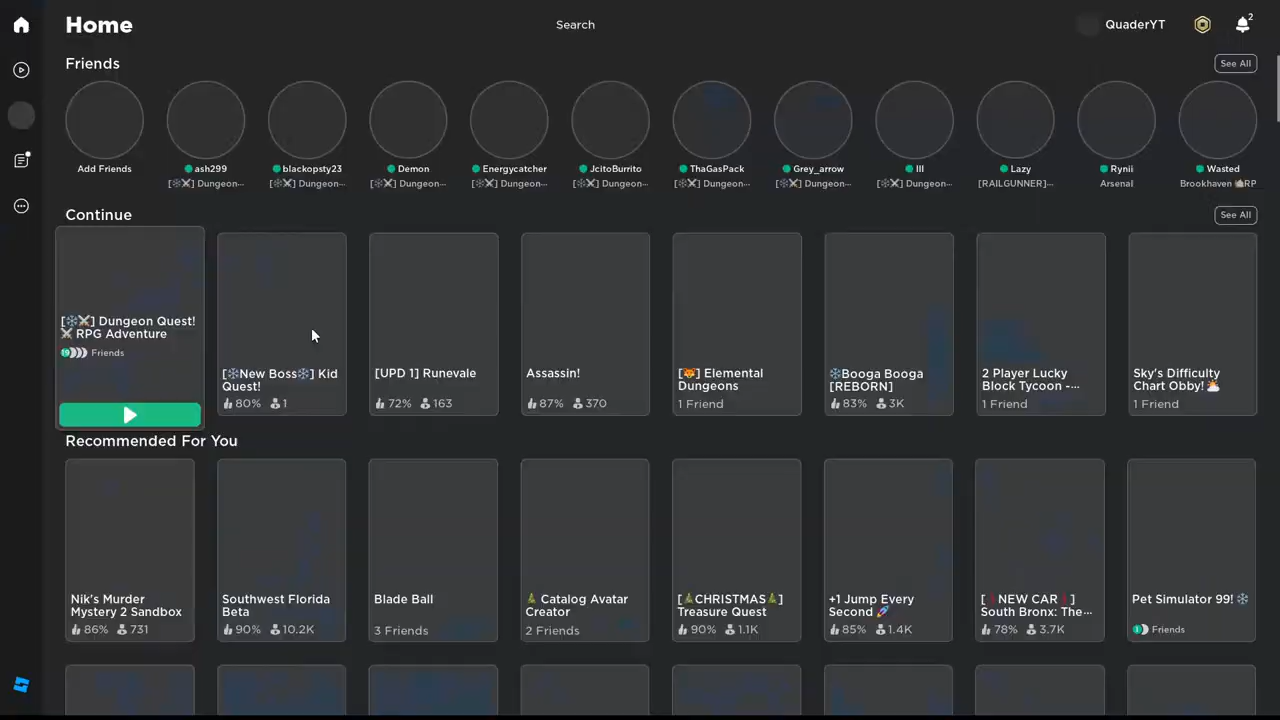 Home
Search
QuaderYT
2
Friends
See All
Add Friends
ash299
[❄⚔] Dungeon...
blackopsty23
[❄⚔] Dungeon...
Demon
[❄⚔] Dungeon...
Energycatcher
[❄⚔] Dungeon...
JcitoBurrito
[❄⚔] Dungeon...
ThaGasPack
[❄⚔] Dungeon...
Grey_arrow
[❄⚔] Dungeon...
lll
[❄⚔] Dungeon...
Lazy
[RAILGUNNER]...
Rynii
Arsenal
Wasted
Brookhaven 🏡RP
Continue
See All
[❄⚔] Dungeon Quest!
⚔ RPG Adventure
Friends
[❄New Boss❄] Kid
Quest!
80% 1
[UPD 1] Runevale
72% 163
Assassin!
87% 370
[🐯] Elemental
Dungeons
1 Friend
❄Booga Booga
[REBORN]
83% 3K
2 Player Lucky
Block Tycoon -...
1 Friend
Sky's Difficulty
Chart Obby!🌤
1 Friend
Recommended For You
Nik's Murder
Mystery 2 Sandbox
86% 731
Southwest Florida
Beta
90% 10.2K
Blade Ball
3 Friends
🎄 Catalog Avatar
Creator
2 Friends
[🎄CHRISTMAS🎄]
Treasure Quest
90% 1.1K
+1 Jump Every
Second 🚀
85% 1.4K
[❗NEW CAR❗]
South Bronx: The...
78% 3.7K
Pet Simulator 99! ❄
Friends